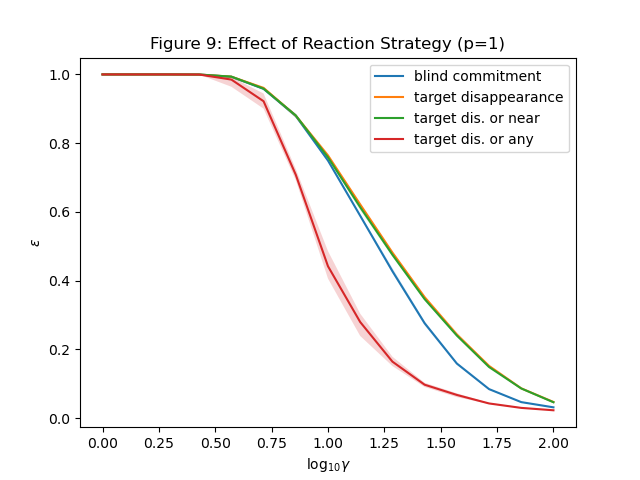 Figure 9: Effect of Reaction Strategy (p=1)
blind commitment
target disappearance
target dis. or near
target dis. or any
ε
1.0
0.8
0.6
0.4
0.2
0.0
0.00 0.25 0.50 0.75 1.00 1.25 1.50 1.75 2.00
log₁₀γ